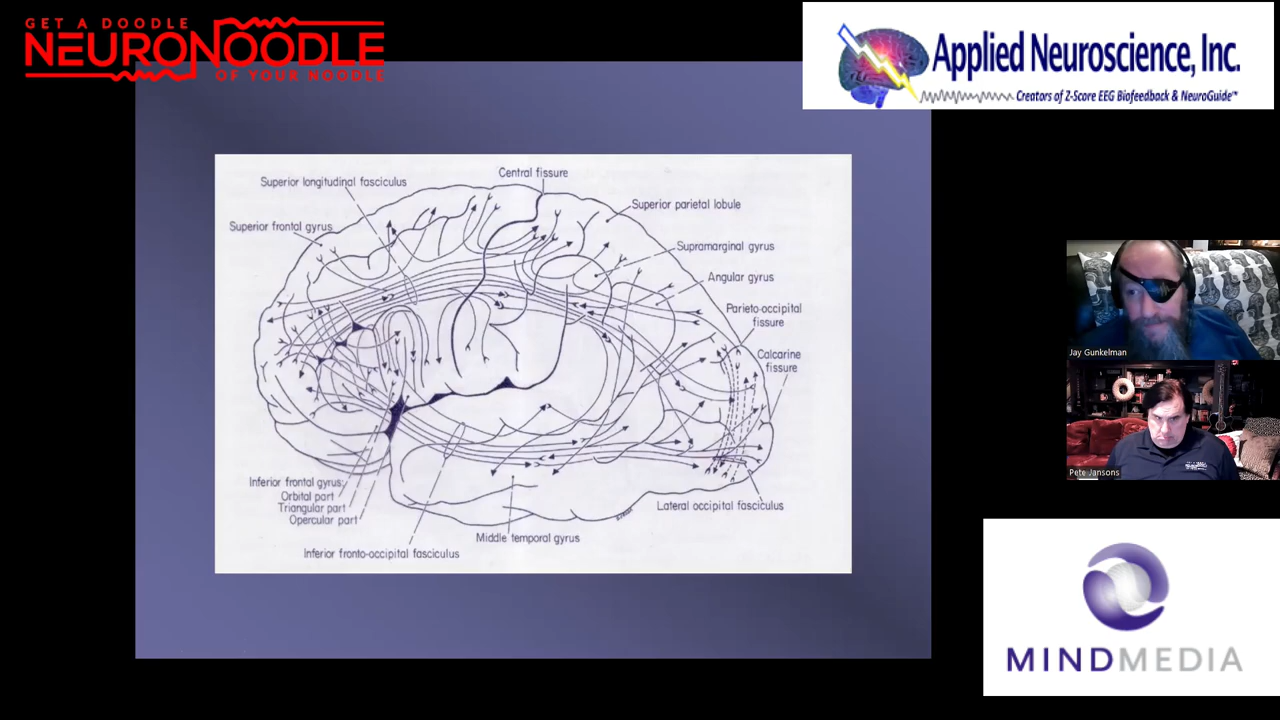 GET A DOODLE
NEURONOODLE
OF YOUR NOODLE
Applied Neuroscience, Inc.
Creators of Z-Score EEG Biofeedback & NeuroGuide™
Central fissure
Superior longitudinal fasciculus
Superior parietal lobule
Superior frontal gyrus
Supramarginal gyrus
Angular gyrus
Parieto-occipital
fissure
Calcarine
fissure
Inferior frontal gyrus:
Orbital part
Triangular part
Opercular part
Lateral occipital fasciculus
Middle temporal gyrus
Inferior fronto-occipital fasciculus
Jay Gunkelman
Pete Jansons
MINDMEDIA